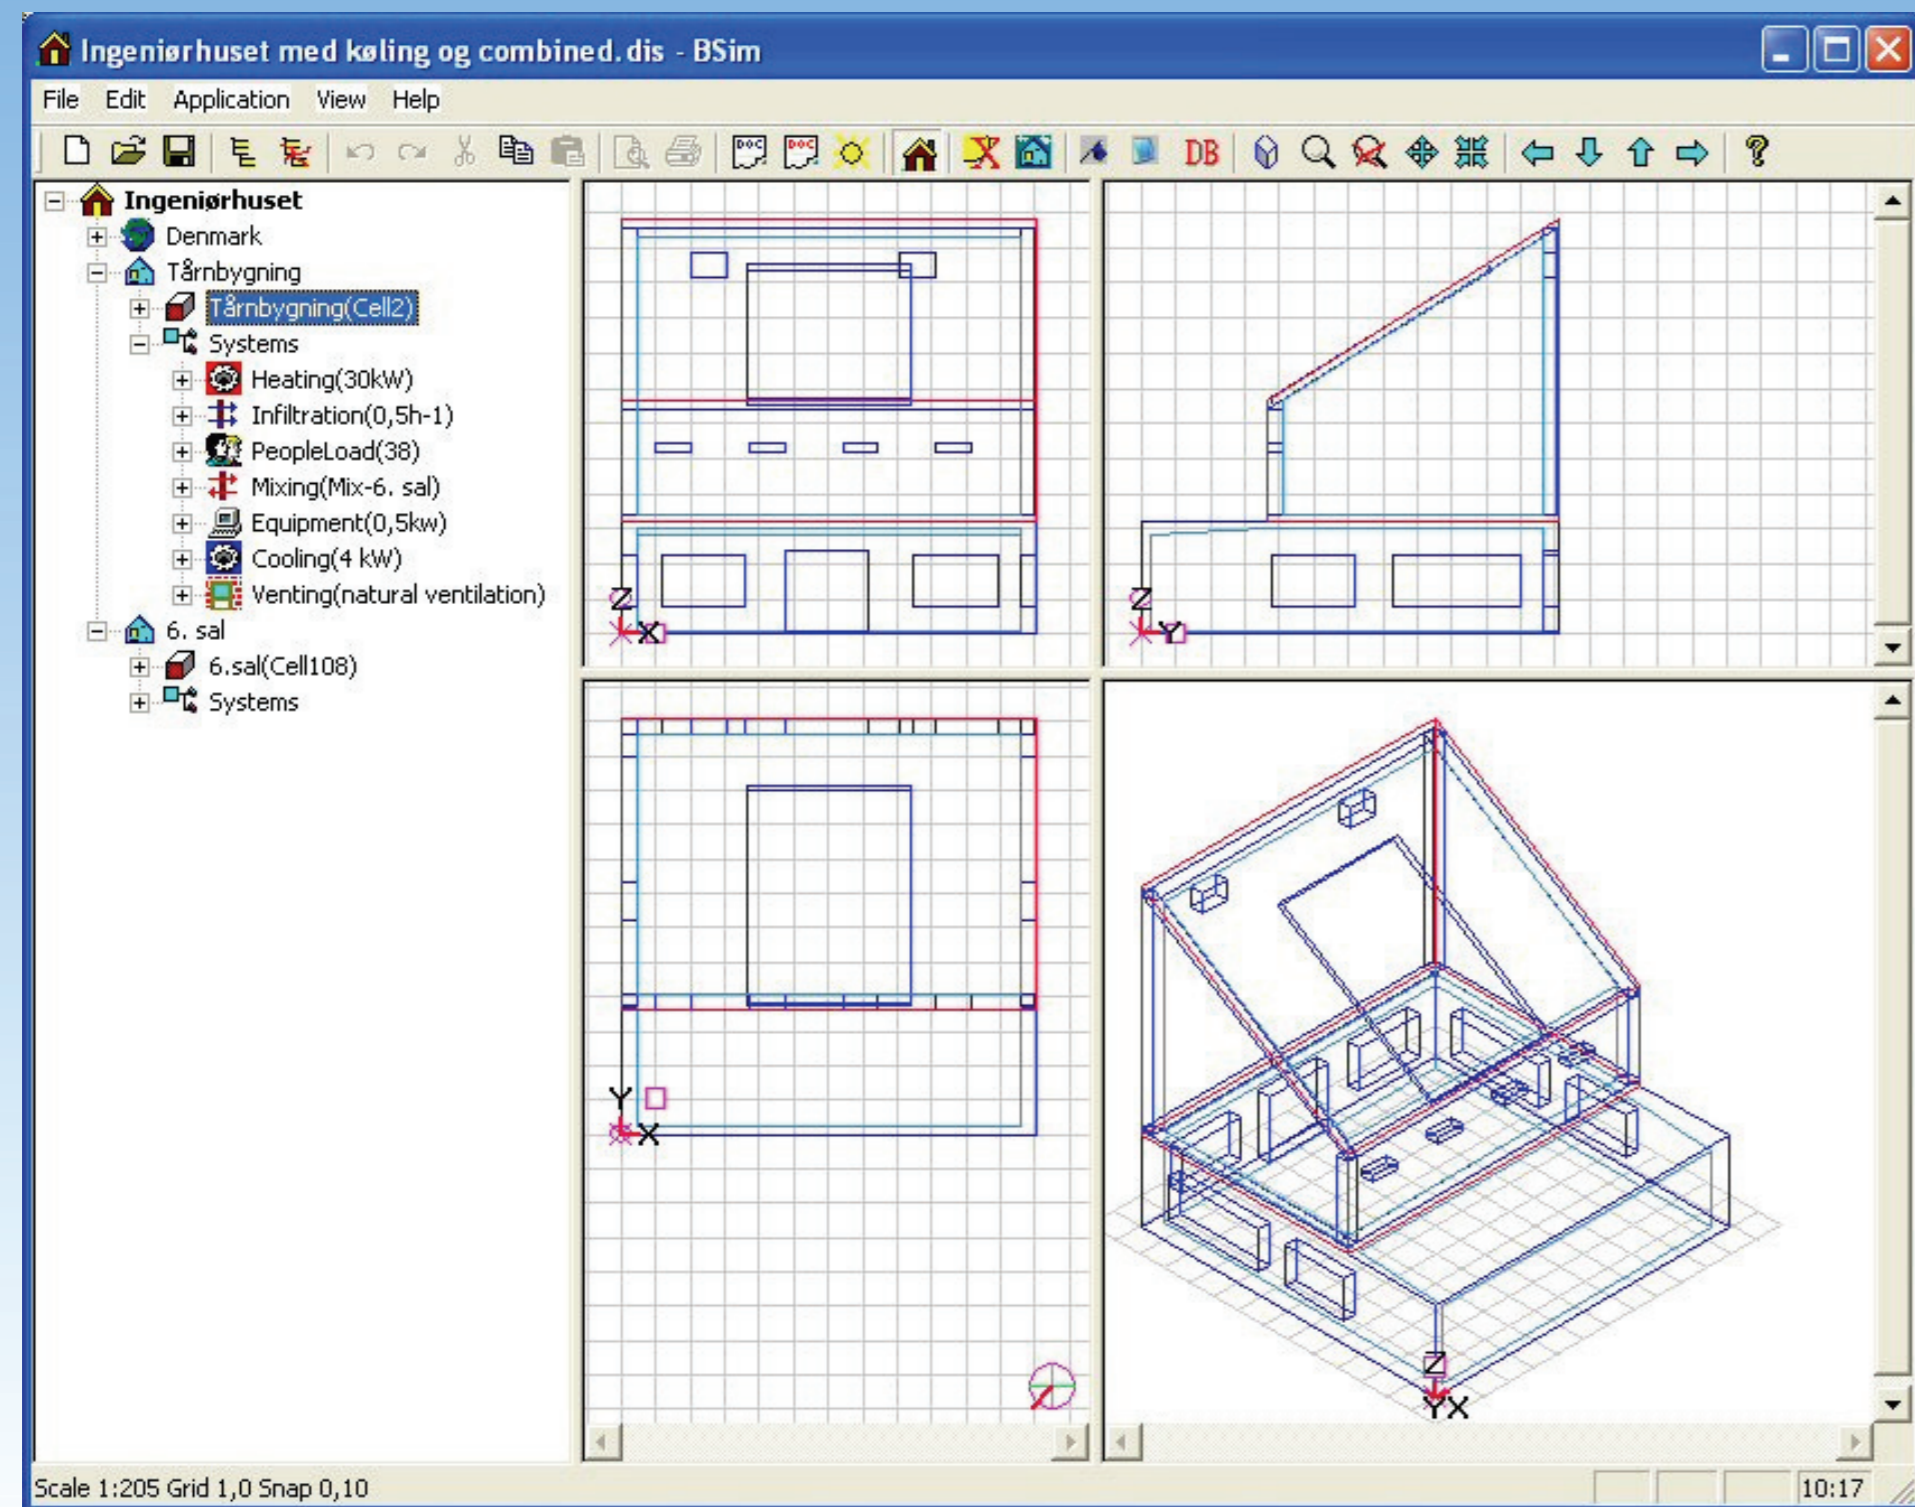 Ingeniørhuset med køling og combined.dis - BSim
File Edit Application View Help
DOC DOC DB ?
Ingeniørhuset
Denmark
Tårnbygning
Tårnbygning(Cell2)
Systems
Heating(30kW)
Infiltration(0,5h-1)
PeopleLoad(38)
Mixing(Mix-6. sal)
Equipment(0,5kw)
Cooling(4 kW)
Venting(natural ventilation)
6. sal
6.sal(Cell108)
Systems
Z
X
Z
Y
Y
X
Z
YX
Scale 1:205 Grid 1,0 Snap 0,10
10:17